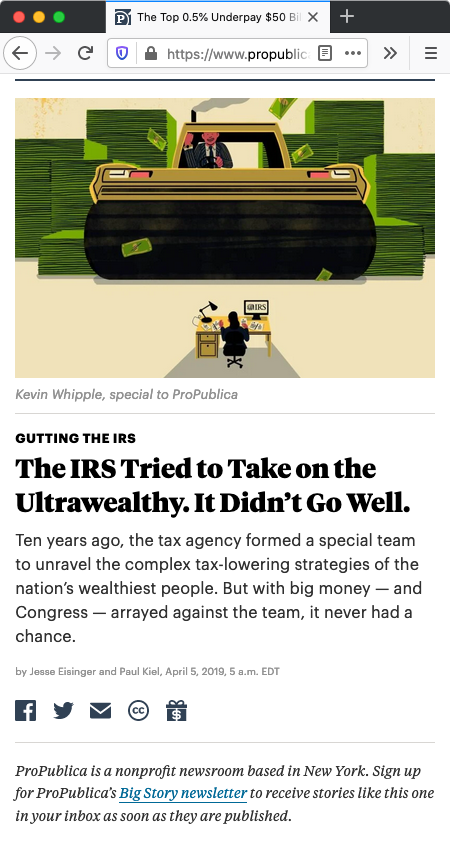 The Top 0.5% Underpay $50 Bi
https://www.propublic
IRS
Kevin Whipple, special to ProPublica
GUTTING THE IRS
The IRS Tried to Take on the
Ultrawealthy. It Didn’t Go Well.
Ten years ago, the tax agency formed a special team
to unravel the complex tax-lowering strategies of the
nation’s wealthiest people. But with big money — and
Congress — arrayed against the team, it never had a
chance.
by Jesse Eisinger and Paul Kiel, April 5, 2019, 5 a.m. EDT
cc
$
ProPublica is a nonprofit newsroom based in New York. Sign up
for ProPublica’s Big Story newsletter to receive stories like this one
in your inbox as soon as they are published.